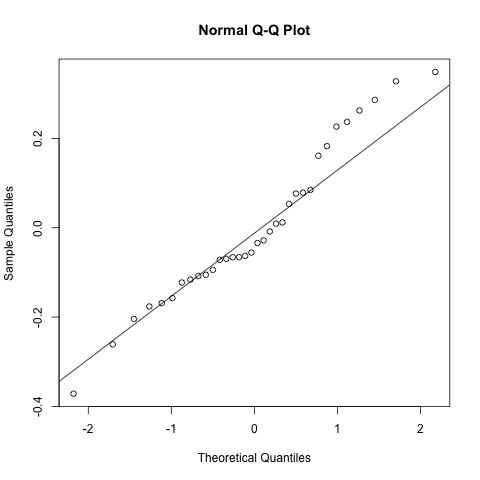 Normal Q-Q Plot
Sample Quantiles
0.2
0.0
-0.2
-0.4
-2 -1 0 1 2
Theoretical Quantiles